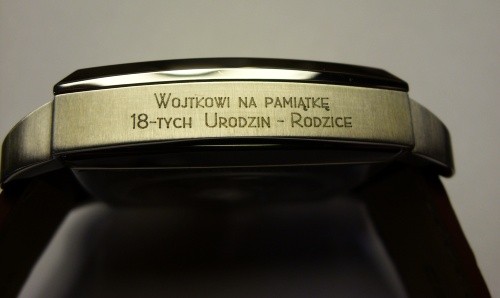 Wojtkowi na pamiątkę
18-tych Urodzin - Rodzice